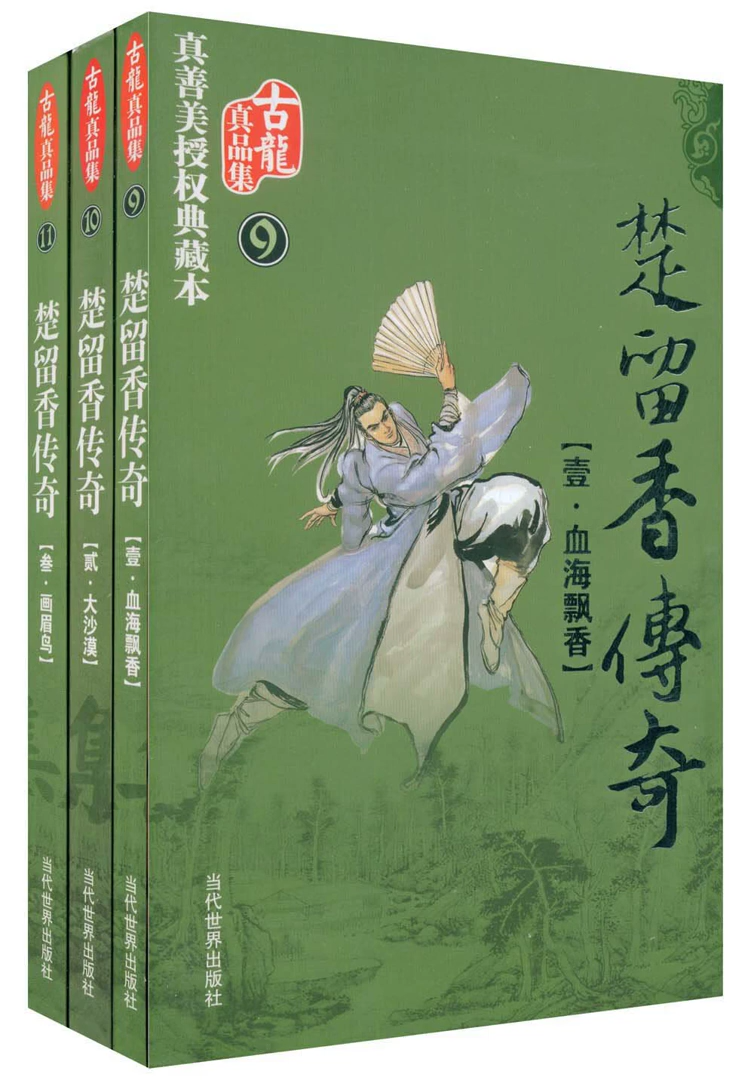 古龍真品集
11
楚留香传奇
【叁·画眉鸟】
集
当代世界出版社
古龍真品集
10
楚留香传奇
【贰·大沙漠】
集
当代世界出版社
古龍真品集
9
楚留香传奇
【壹·血海飘香】
当代世界出版社
真善美授权典藏本
古龍
真品集
9
楚留香傳奇
【壹·血海飘香】
当代世界出版社